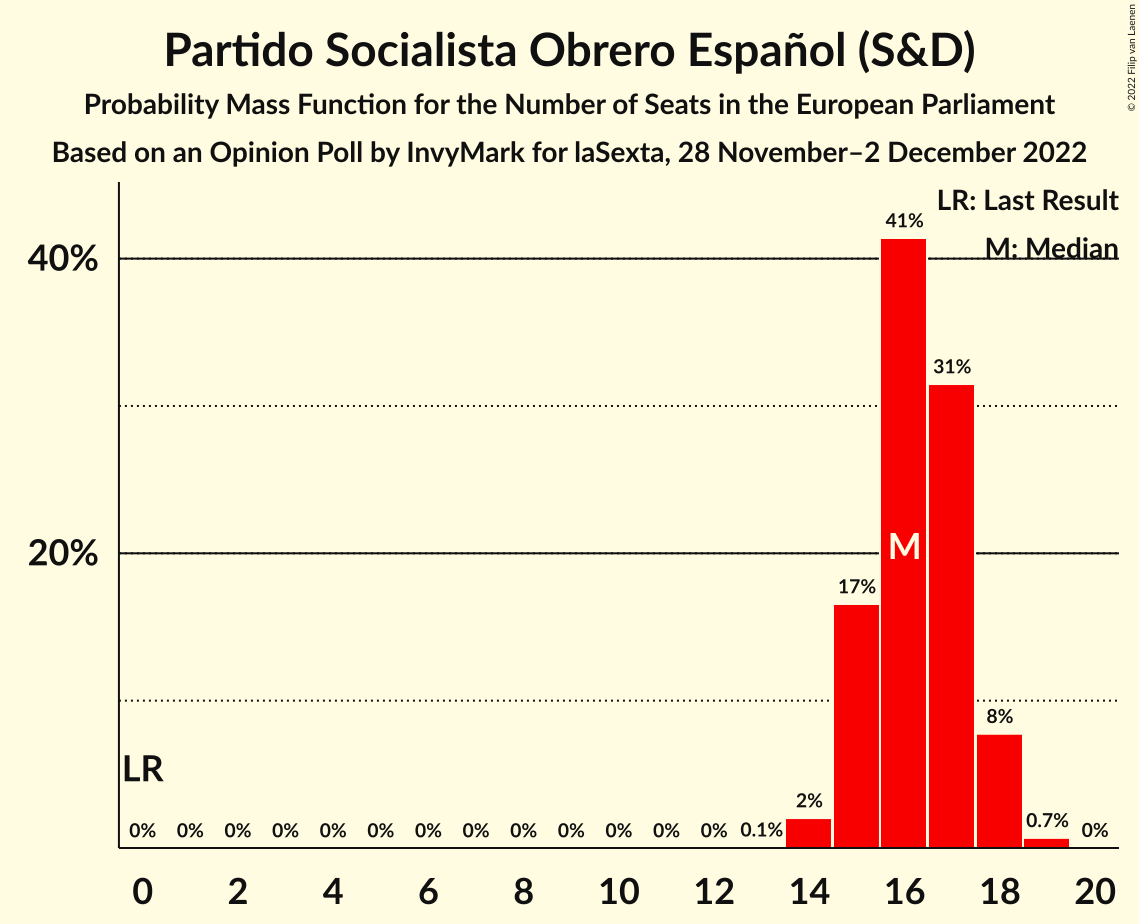 Partido Socialista Obrero Español (S&D)
Probability Mass Function for the Number of Seats in the European Parliament
Based on an Opinion Poll by InvyMark for laSexta, 28 November–2 December 2022
© 2022 Filip van Laenen
LR: Last Result
M: Median
41%
40%
31%
20%
M
17%
8%
LR
2%
0% 0% 0% 0% 0% 0% 0% 0% 0% 0% 0% 0% 0% 0.1% 0.7% 0%
0 2 4 6 8 10 12 14 16 18 20